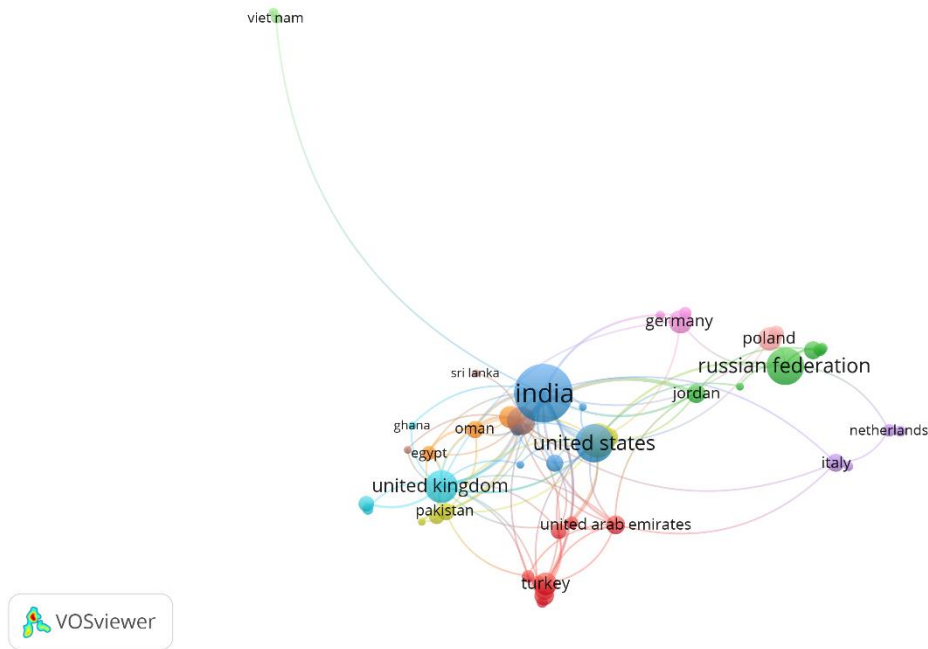 viet nam
germany
poland
russian federation
sri lanka
india
jordan
ghana
oman
netherlands
united states
egypt
italy
united kingdom
pakistan
united arab emirates
turkey
VOSviewer